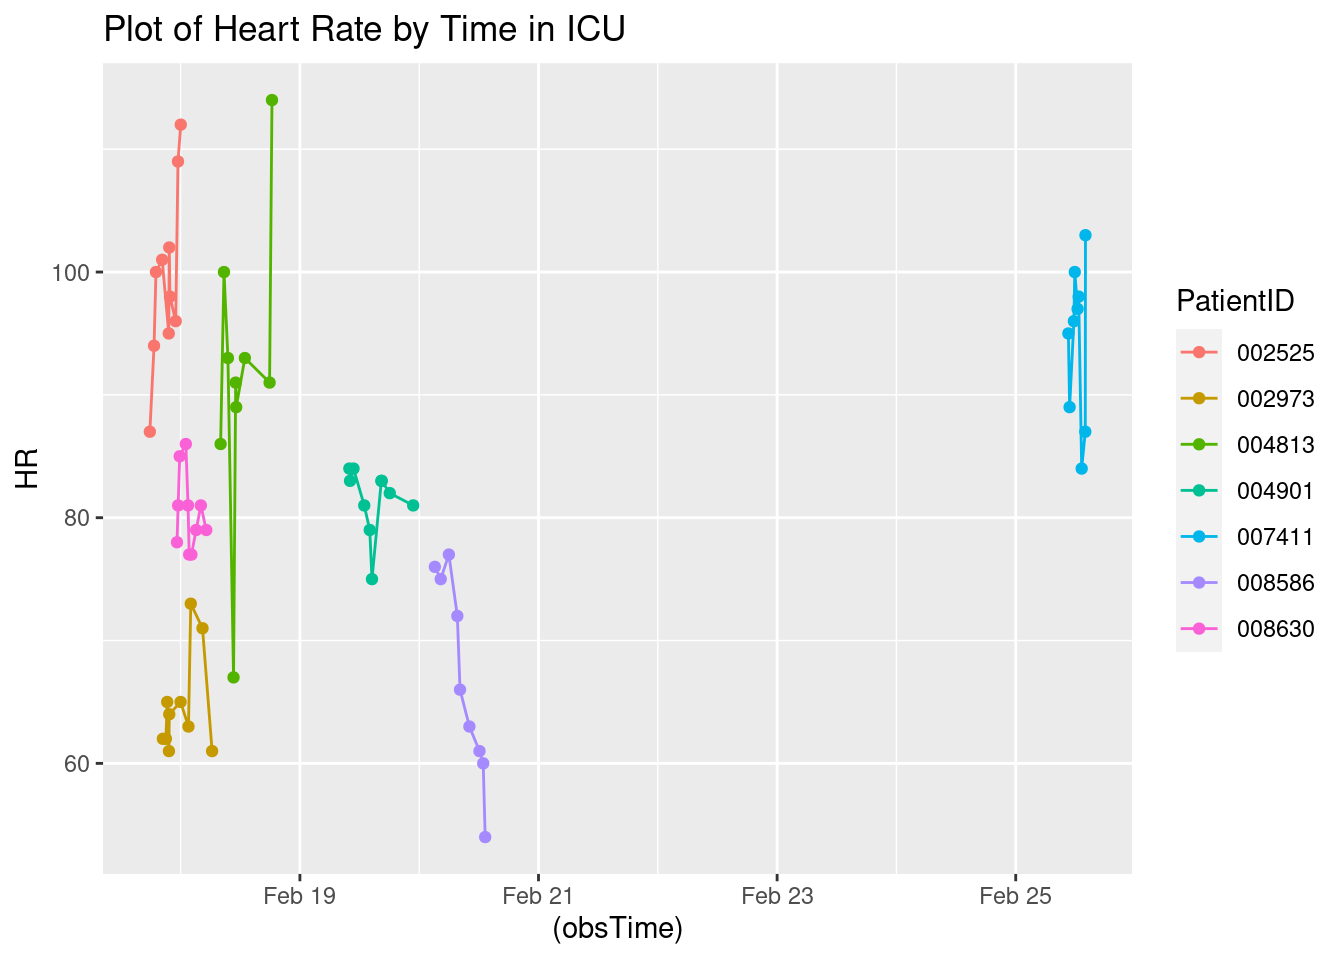 Plot of Heart Rate by Time in ICU
HR
100
80
60
Feb 19
Feb 21
Feb 23
Feb 25
(obsTime)
PatientID
002525
002973
004813
004901
007411
008586
008630